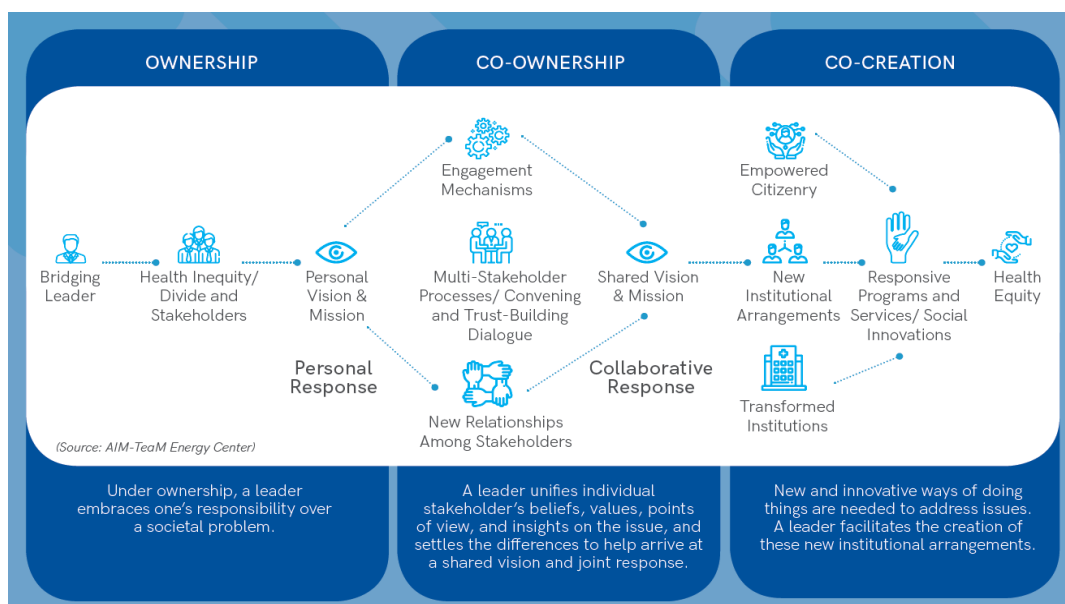 OWNERSHIP
CO-OWNERSHIP
CO-CREATION
Engagement
Mechanisms
Empowered
Citizenry
Bridging
Leader
Health Inequity/
Divide and
Stakeholders
Personal
Vision &
Mission
Multi-Stakeholder
Processes/ Convening
and Trust-Building
Dialogue
Shared Vision
& Mission
New
Institutional
Arrangements
Responsive
Programs and
Services/ Social
Innovations
Health
Equity
Personal
Response
Collaborative
Response
New Relationships
Among Stakeholders
Transformed
Institutions
(Source: AIM-TeaM Energy Center)
Under ownership, a leader
embraces one's responsibility over
a societal problem.
A leader unifies individual
stakeholder's beliefs, values, points
of view, and insights on the issue, and
settles the differences to help arrive at
a shared vision and joint response.
New and innovative ways of doing
things are needed to address issues.
A leader facilitates the creation of
these new institutional arrangements.